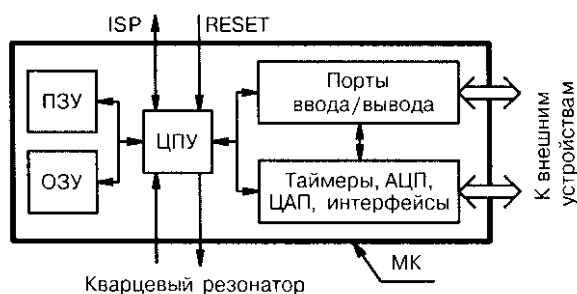 ISP
RESET
ПЗУ
ОЗУ
ЦПУ
Порты
ввода/вывода
Таймеры, АЦП,
ЦАП, интерфейсы
К внешним
устройствам
Кварцевый резонатор
МК